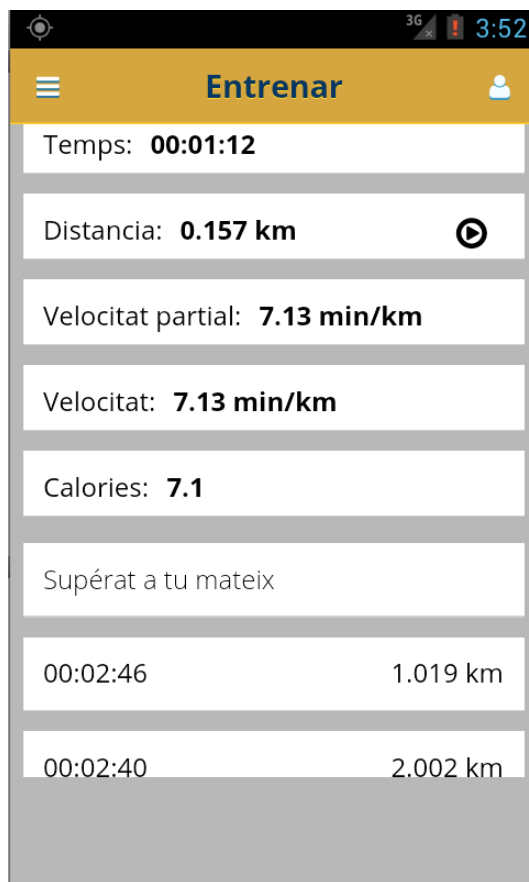 3G 3:52
Entrenar
Temps: 00:01:12
Distancia: 0.157 km
Velocitat partial: 7.13 min/km
Velocitat: 7.13 min/km
Calories: 7.1
Supérat a tu mateix
00:02:46 1.019 km
00:02:40 2.002 km